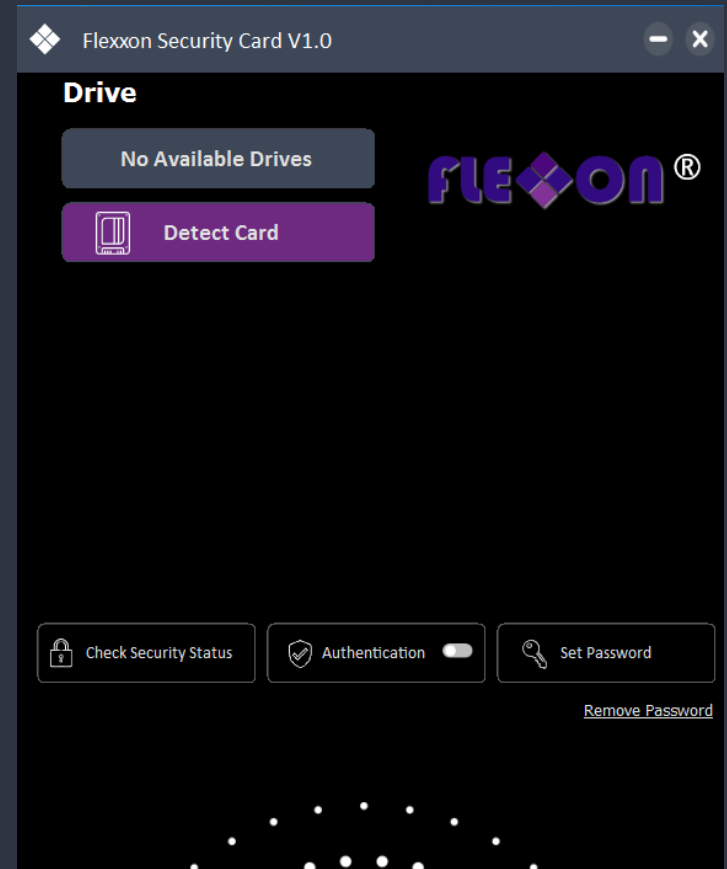 Flexxon Security Card V1.0
Drive
No Available Drives
FLEXXON®
Detect Card
Check Security Status
Authentication
Set Password
Remove Password